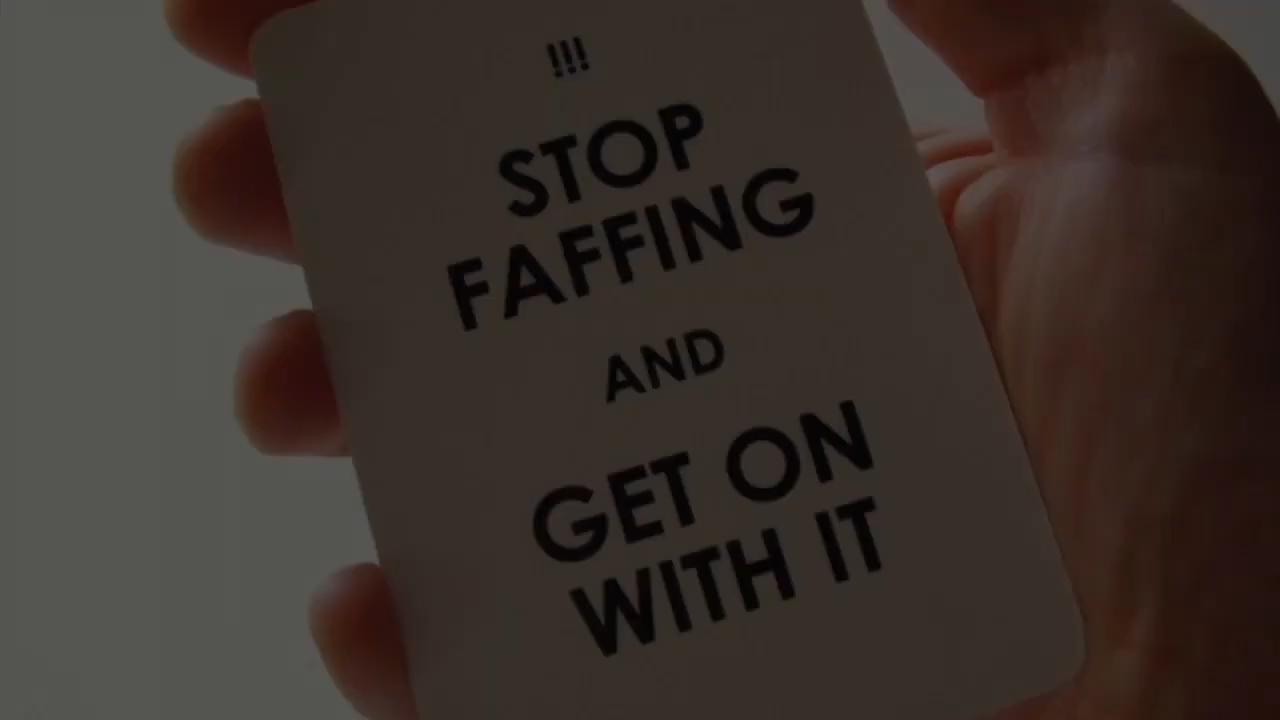 !!!
STOP
FAFFING
AND
GET ON
WITH IT